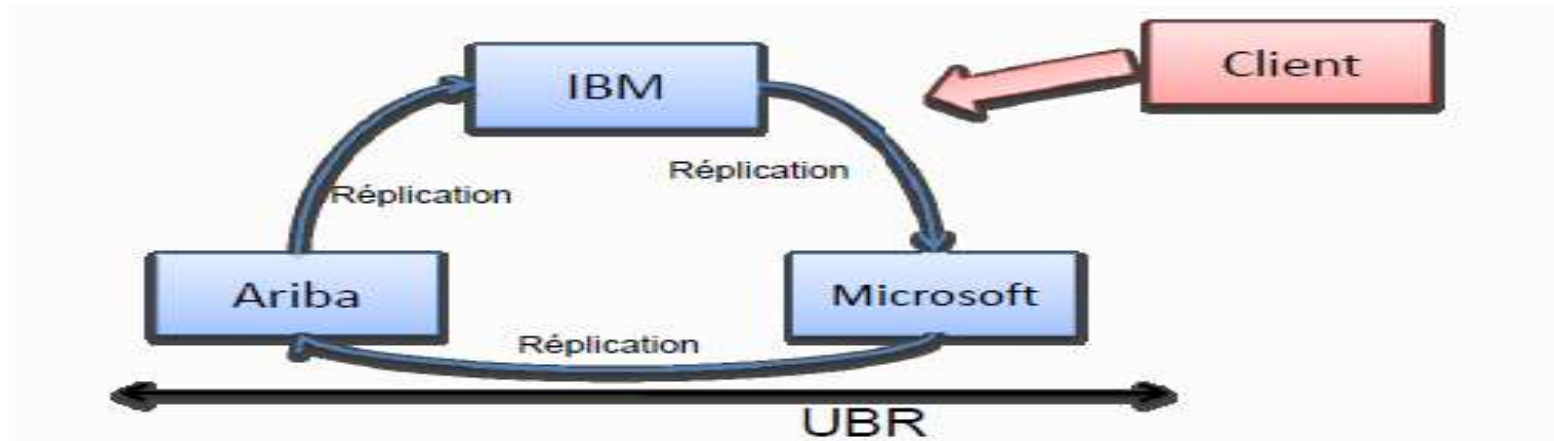 Client
IBM
Réplication
Réplication
Ariba
Microsoft
Réplication
UBR